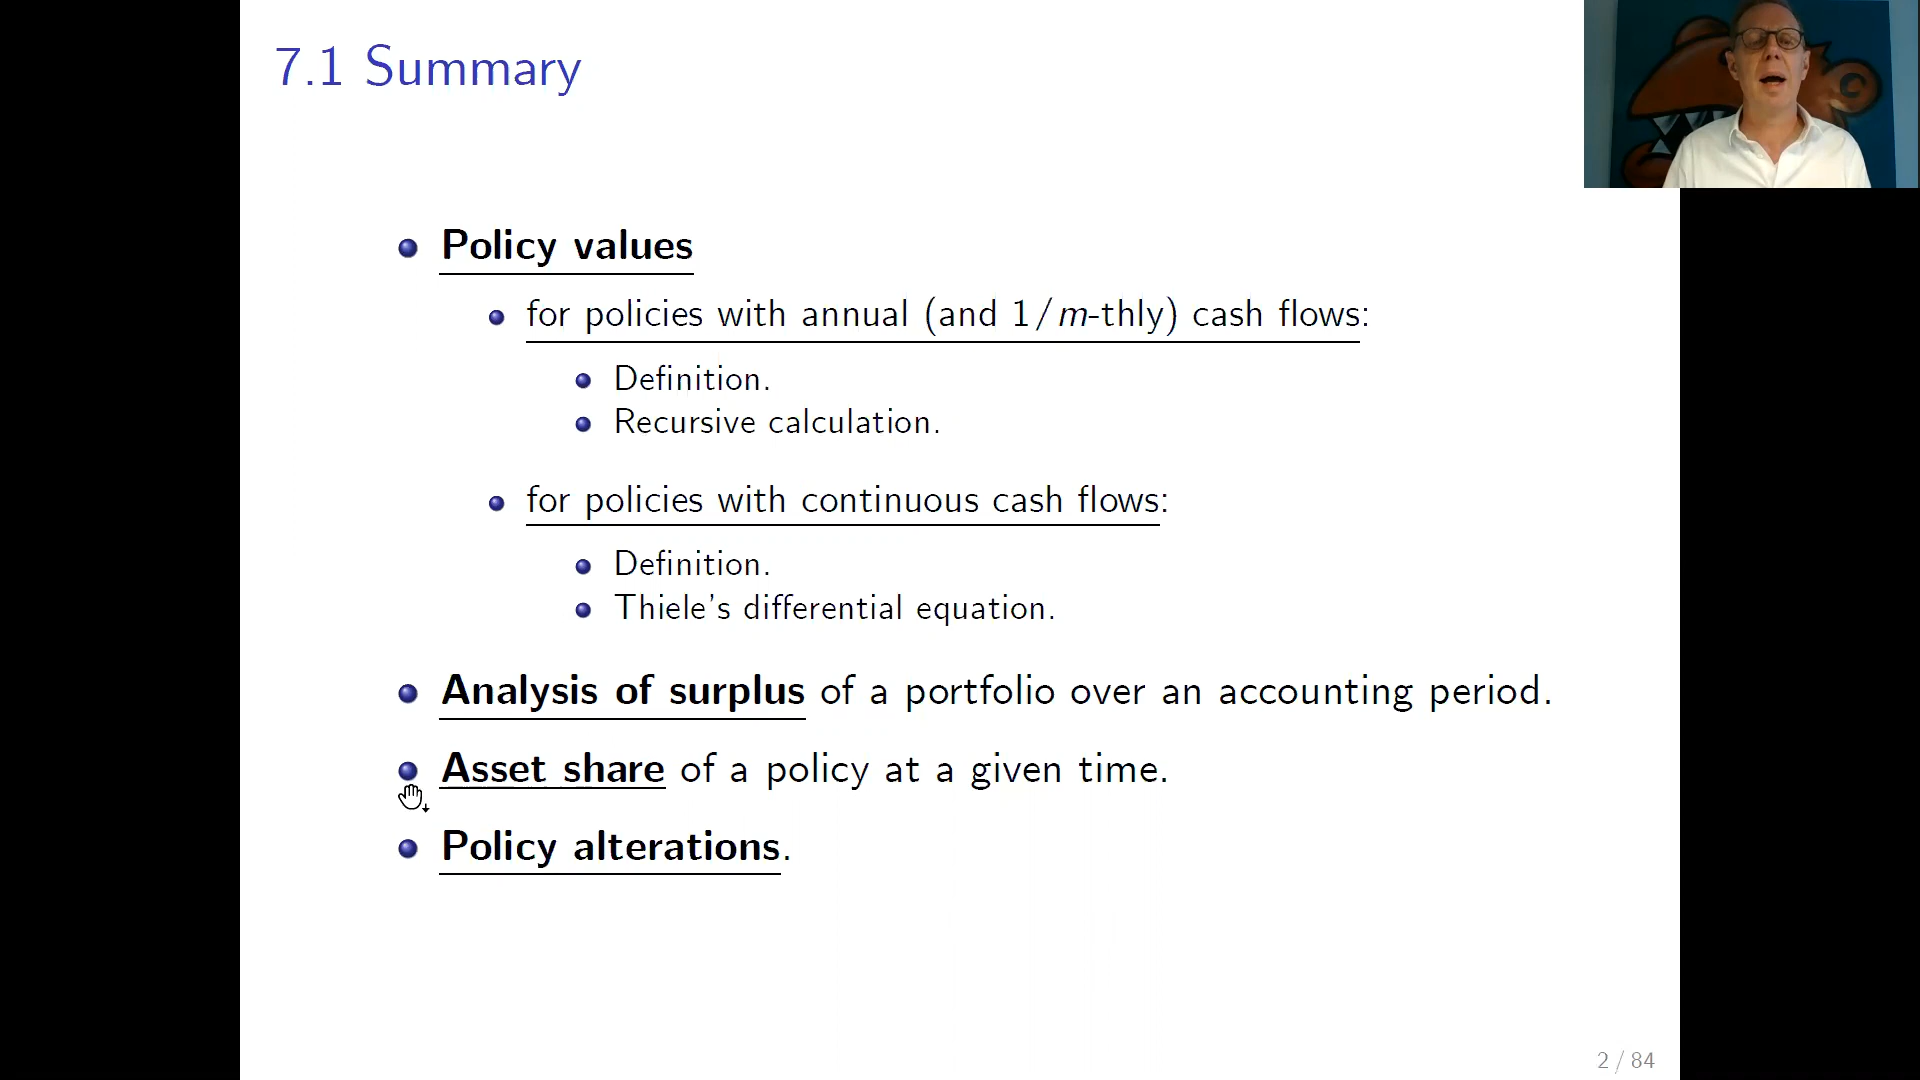 7.1 Summary
Policy values
for policies with annual (and 1/m-thly) cash flows:
Definition.
Recursive calculation.
for policies with continuous cash flows:
Definition.
Thiele's differential equation.
Analysis of surplus of a portfolio over an accounting period.
Asset share of a policy at a given time.
Policy alterations.
2 / 84